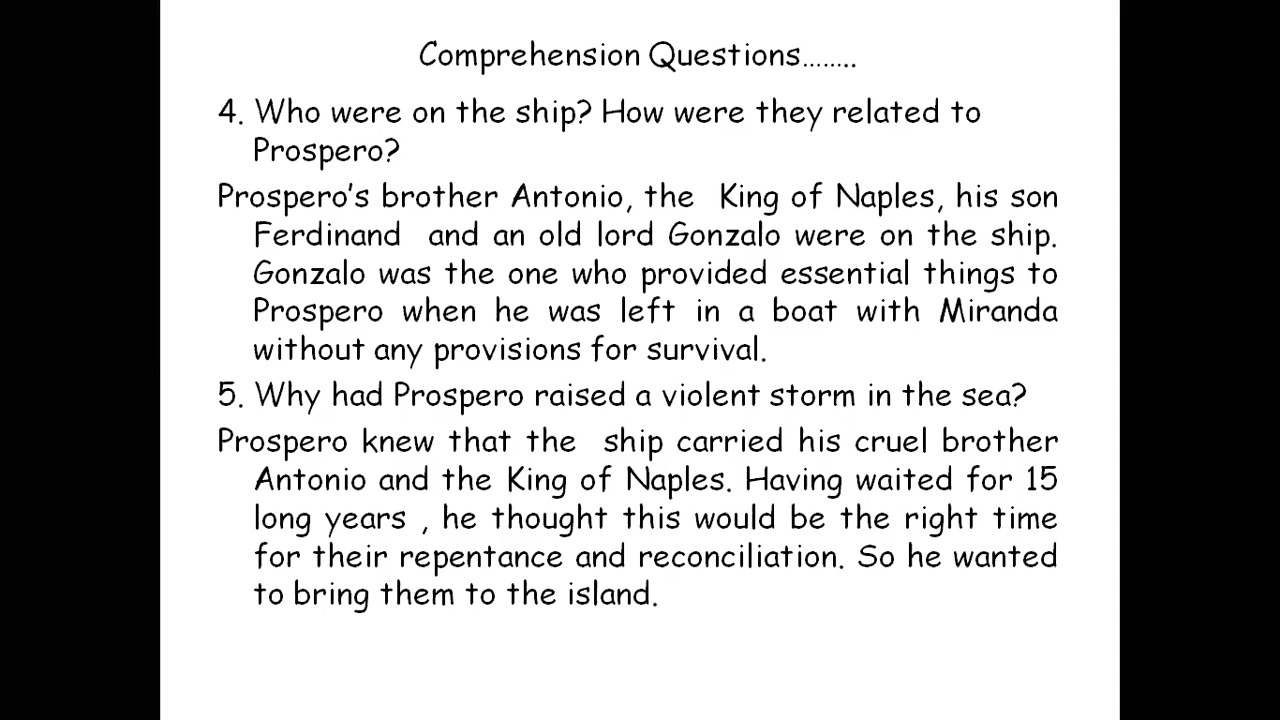 Comprehension Questions........
4. Who were on the ship? How were they related to
Prospero?
Prospero's brother Antonio, the King of Naples, his son
Ferdinand and an old lord Gonzalo were on the ship.
Gonzalo was the one who provided essential things to
Prospero when he was left in a boat with Miranda
without any provisions for survival.
5. Why had Prospero raised a violent storm in the sea?
Prospero knew that the ship carried his cruel brother
Antonio and the King of Naples. Having waited for 15
long years , he thought this would be the right time
for their repentance and reconciliation. So he wanted
to bring them to the island.